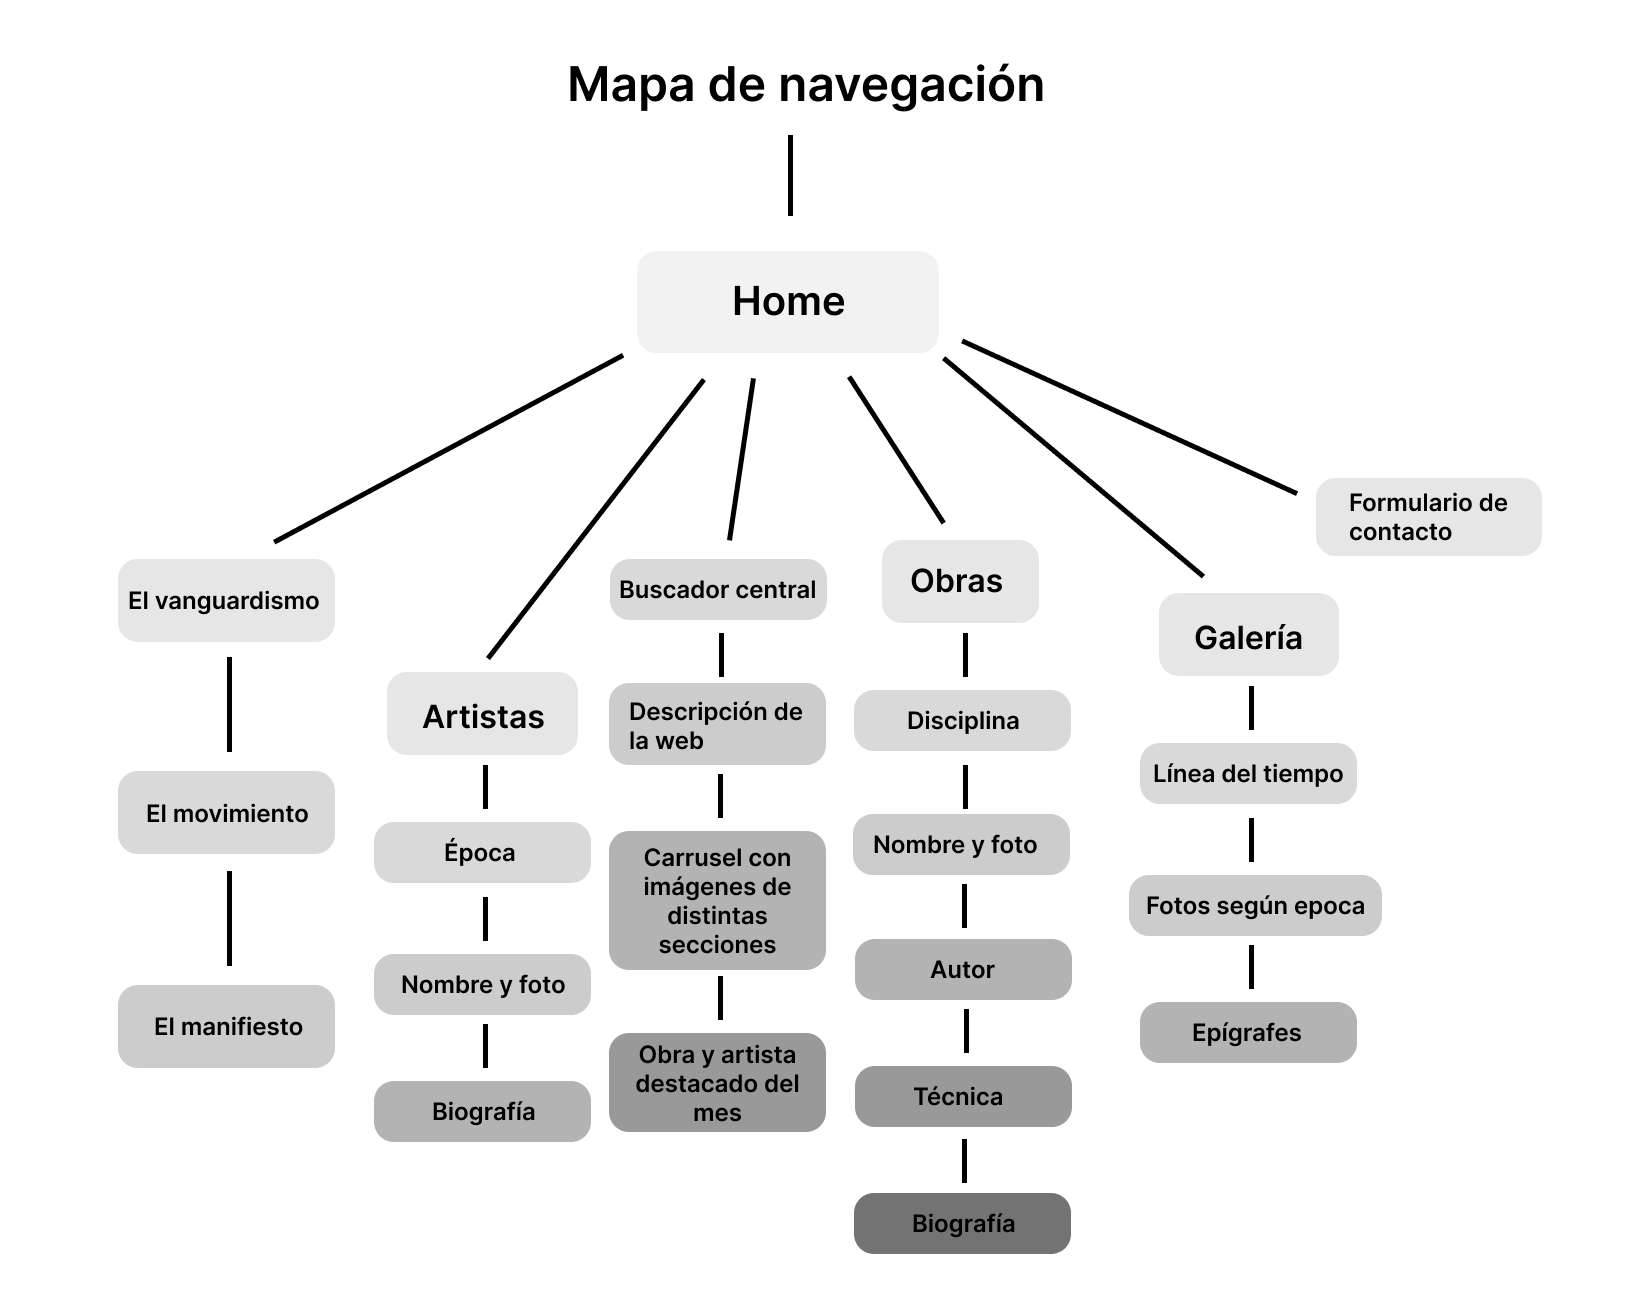 Mapa de navegación
Home
El vanguardismo
El movimiento
El manifiesto
Artistas
Época
Nombre y foto
Biografía
Buscador central
Descripción de
la web
Carrusel con
imágenes de
distintas
secciones
Obra y artista
destacado del
mes
Obras
Disciplina
Nombre y foto
Autor
Técnica
Biografía
Galería
Línea del tiempo
Fotos según epoca
Epígrafes
Formulario de
contacto